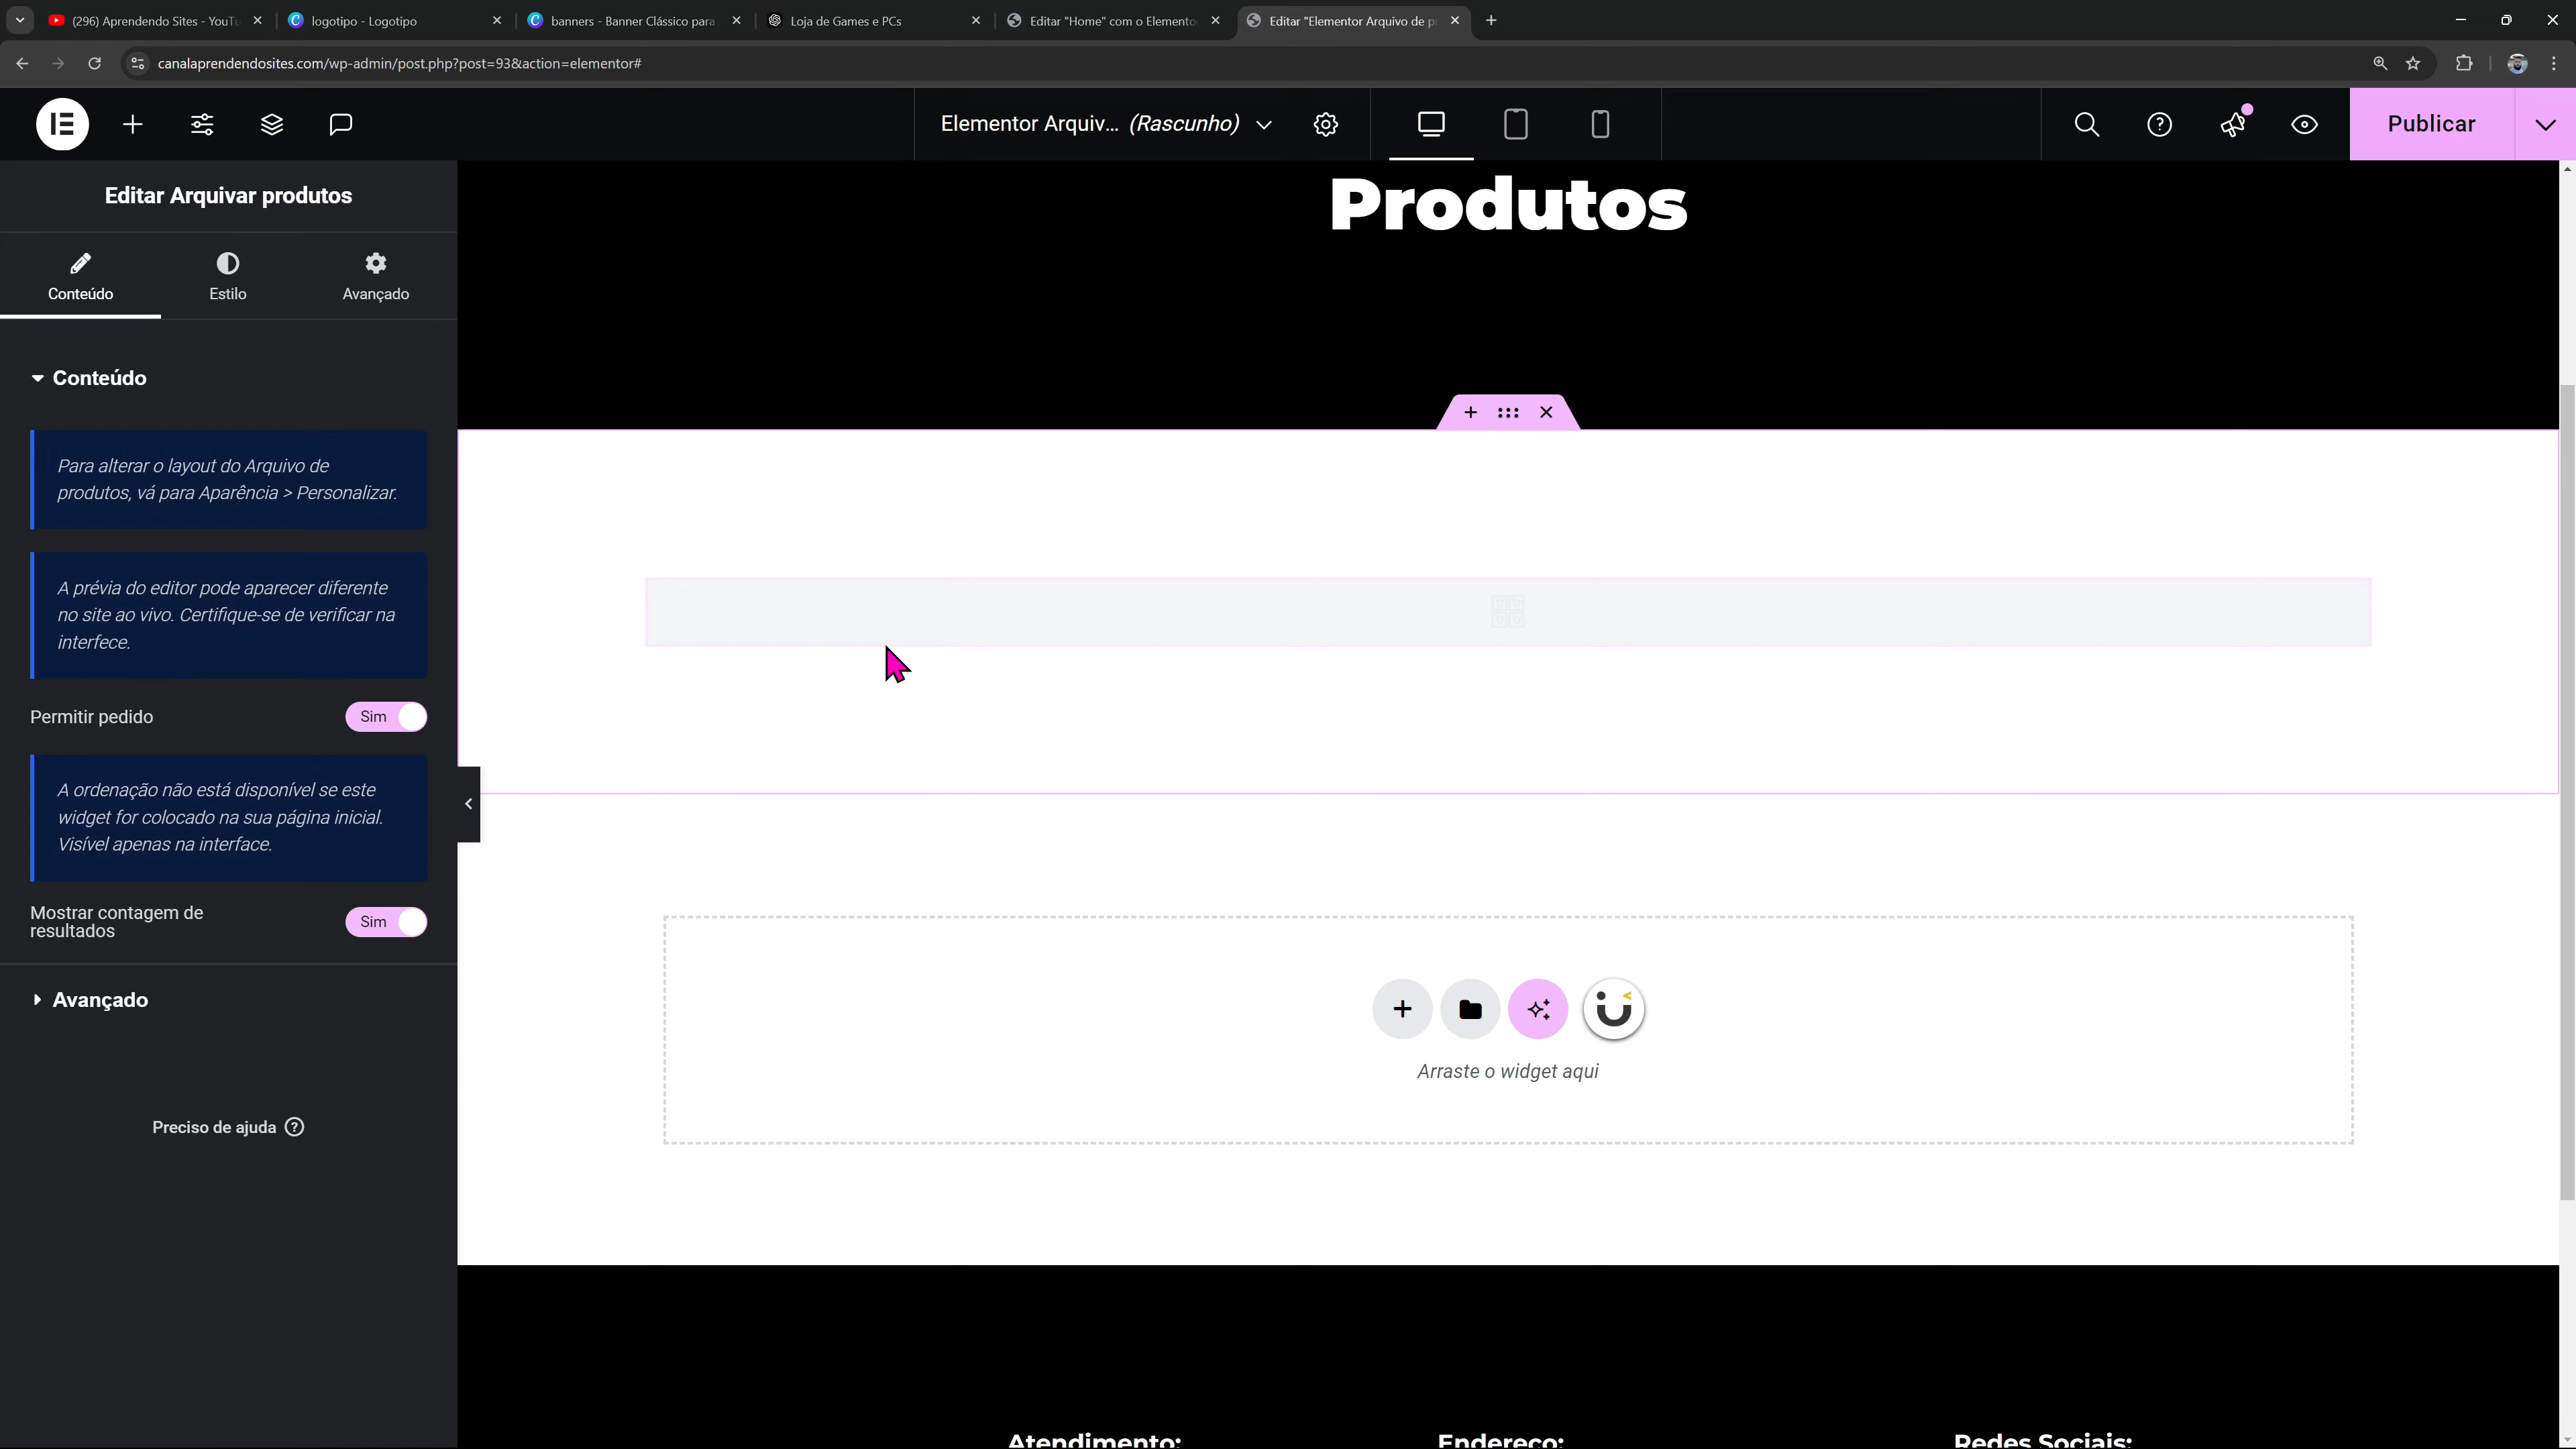 (296) Aprendendo Sites - YouTu
logotipo - Logotipo
banners - Banner Clássico para
Loja de Games e PCs
Editar "Home" com o Elemento
Editar "Elementor Arquivo de p
canalaprendendosites.com/wp-admin/post.php?post=93&action=elementor#
Elementor Arquiv... (Rascunho)
Publicar
Editar Arquivar produtos
Conteúdo
Estilo
Avançado
Conteúdo
Para alterar o layout do Arquivo de
produtos, vá para Aparência > Personalizar.
A prévia do editor pode aparecer diferente
no site ao vivo. Certifique-se de verificar na
interfece.
Permitir pedido
Sim
A ordenação não está disponível se este
widget for colocado na sua página inicial.
Visível apenas na interface.
Mostrar contagem de
resultados
Sim
Avançado
Preciso de ajuda
Produtos
Arraste o widget aqui
Atendimento:
Endereço:
Redes Sociais: